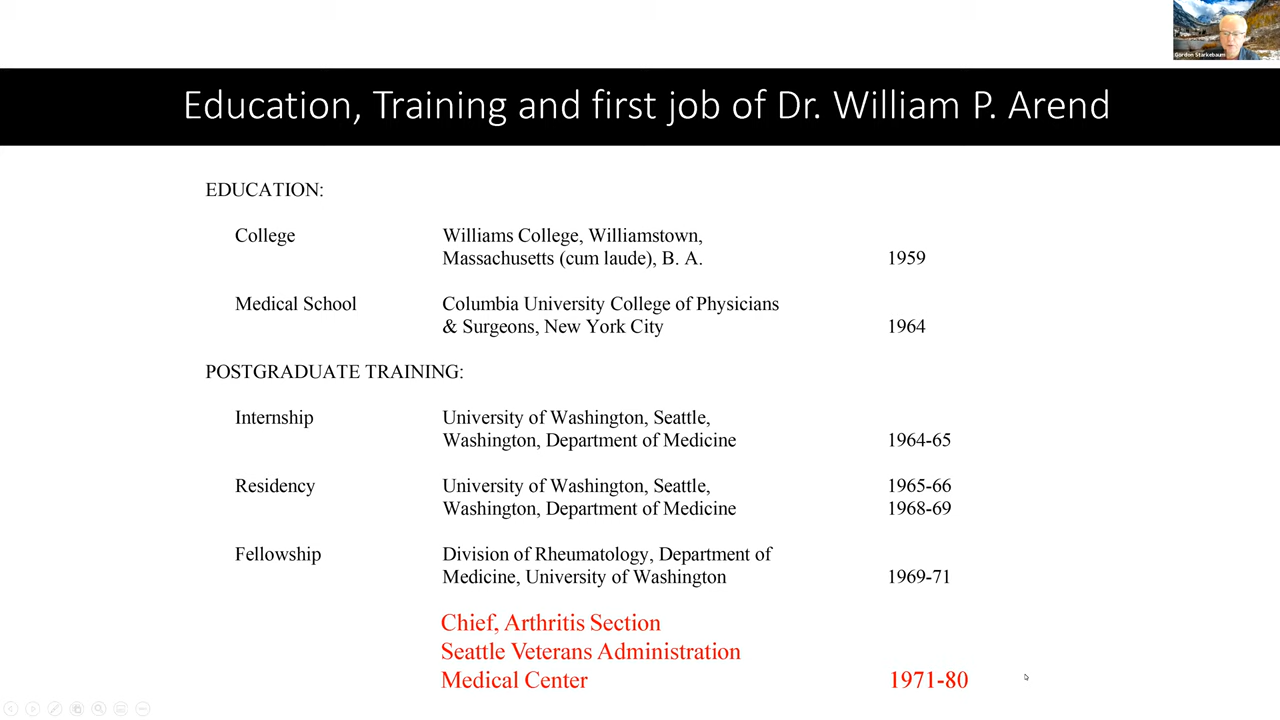 Gordon Starkebaum
Education, Training and first job of Dr. William P. Arend
EDUCATION:
College Williams College, Williamstown,
Massachusetts (cum laude), B. A. 1959
Medical School Columbia University College of Physicians
& Surgeons, New York City 1964
POSTGRADUATE TRAINING:
Internship University of Washington, Seattle,
Washington, Department of Medicine 1964-65
Residency University of Washington, Seattle, 1965-66
Washington, Department of Medicine 1968-69
Fellowship Division of Rheumatology, Department of
Medicine, University of Washington 1969-71
Chief, Arthritis Section
Seattle Veterans Administration
Medical Center 1971-80